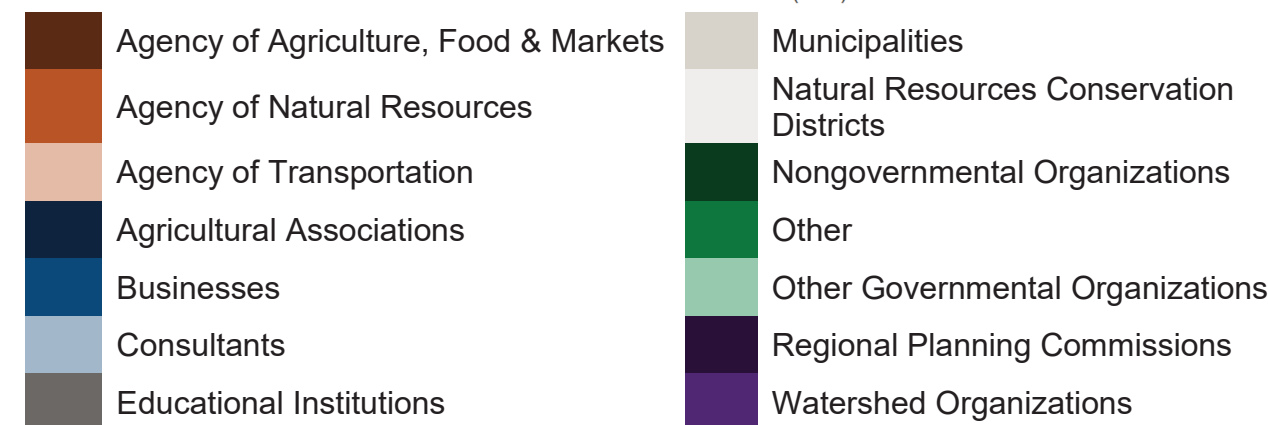 Agency of Agriculture, Food & Markets
Agency of Natural Resources
Agency of Transportation
Agricultural Associations
Businesses
Consultants
Educational Institutions
Municipalities
Natural Resources Conservation
Districts
Nongovernmental Organizations
Other
Other Governmental Organizations
Regional Planning Commissions
Watershed Organizations